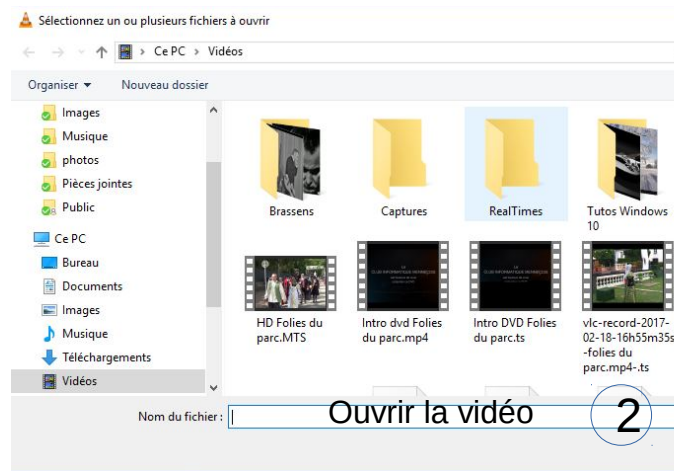 Sélectionnez un ou plusieurs fichiers à ouvrir
Ce PC > Vidéos
Organiser
Nouveau dossier
Images
Musique
photos
Pièces jointes
Public
Ce PC
Bureau
Documents
Images
Musique
Téléchargements
Vidéos
Brassens
Captures
RealTimes
Tutos Windows
10
HD Folies du
parc.MTS
Intro dvd Folies
du parc.mp4
Intro DVD Folies
du parc.ts
vlc-record-2017-
02-18-16h55m35s
-folies du
parc.mp4-.ts
Nom du fichier :
Ouvrir la vidéo
2